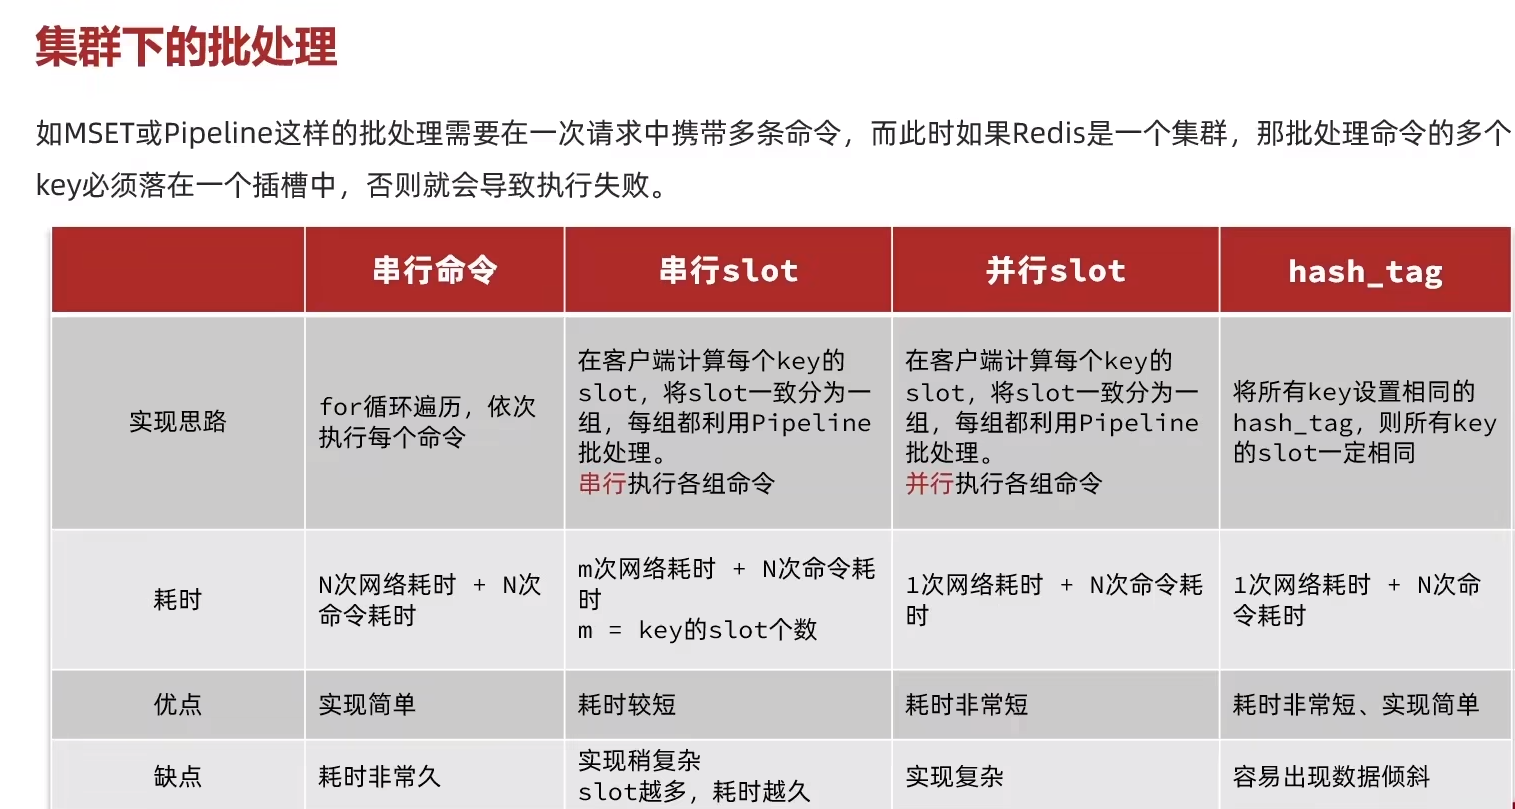 集群下的批处理
如MSET或Pipeline这样的批处理需要在一次请求中携带多条命令，而此时如果Redis是一个集群，那批处理命令的多个
key必须落在一个插槽中，否则就会导致执行失败。
串行命令
串行slot
并行slot
hash_tag
实现思路
for循环遍历，依次
执行每个命令
在客户端计算每个key的
slot，将slot一致分为一
组，每组都利用Pipeline
批处理。
串行执行各组命令
在客户端计算每个key的
slot，将slot一致分为一
组，每组都利用Pipeline
批处理。
并行执行各组命令
将所有key设置相同的
hash_tag，则所有key
的slot一定相同
耗时
N次网络耗时 + N次
命令耗时
m次网络耗时 + N次命令耗
时
m = key的slot个数
1次网络耗时 + N次命令耗
时
1次网络耗时 + N次命
令耗时
优点
实现简单
耗时较短
耗时非常短
耗时非常短、实现简单
缺点
耗时非常久
实现稍复杂
slot越多，耗时越久
实现复杂
容易出现数据倾斜